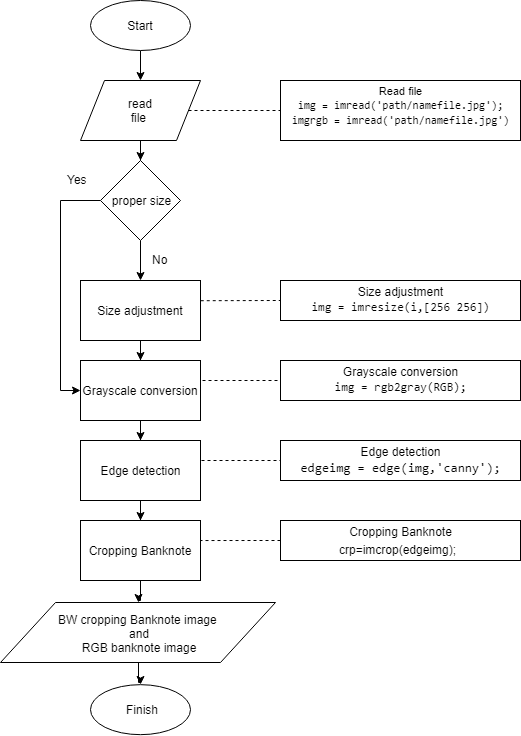 Start
read
file
Read file
img = imread('path/namefile.jpg');
imgrgb = imread('path/namefile.jpg')
Yes
proper size
No
Size adjustment
Size adjustment
img = imresize(i,[256 256])
Grayscale conversion
Grayscale conversion
img = rgb2gray(RGB);
Edge detection
Edge detection
edgeimg = edge(img,'canny');
Cropping Banknote
Cropping Banknote
crp=imcrop(edgeimg);
BW cropping Banknote image
and
RGB banknote image
Finish